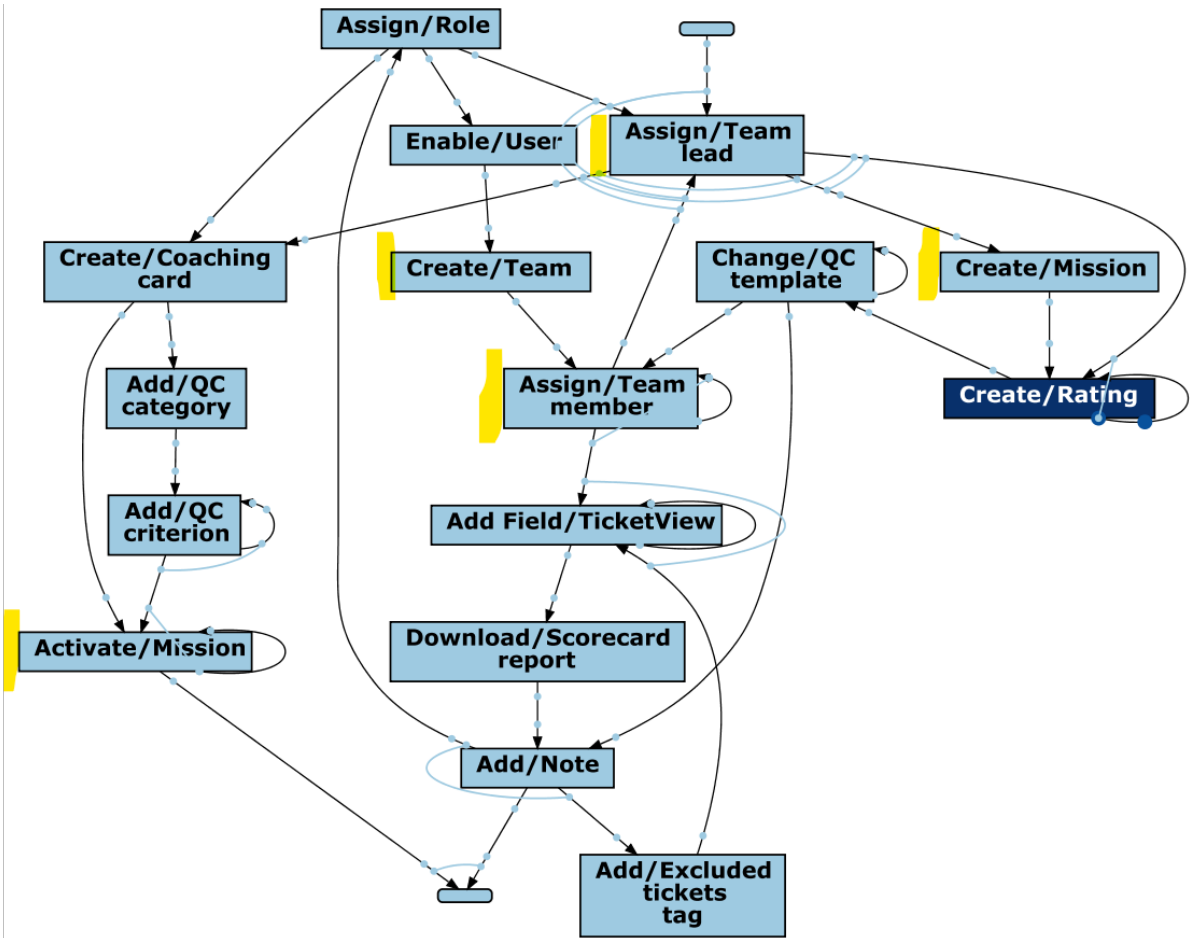 Assign/Role
Assign/Team
lead
Enable/User
Create/Coaching
card
Create/Team
Change/QC
template
Create/Mission
Add/QC
category
Assign/Team
member
Create/Rating
Add/QC
criterion
Add Field/TicketView
Activate/Mission
Download/Scorecard
report
Add/Note
Add/Excluded
tickets
tag